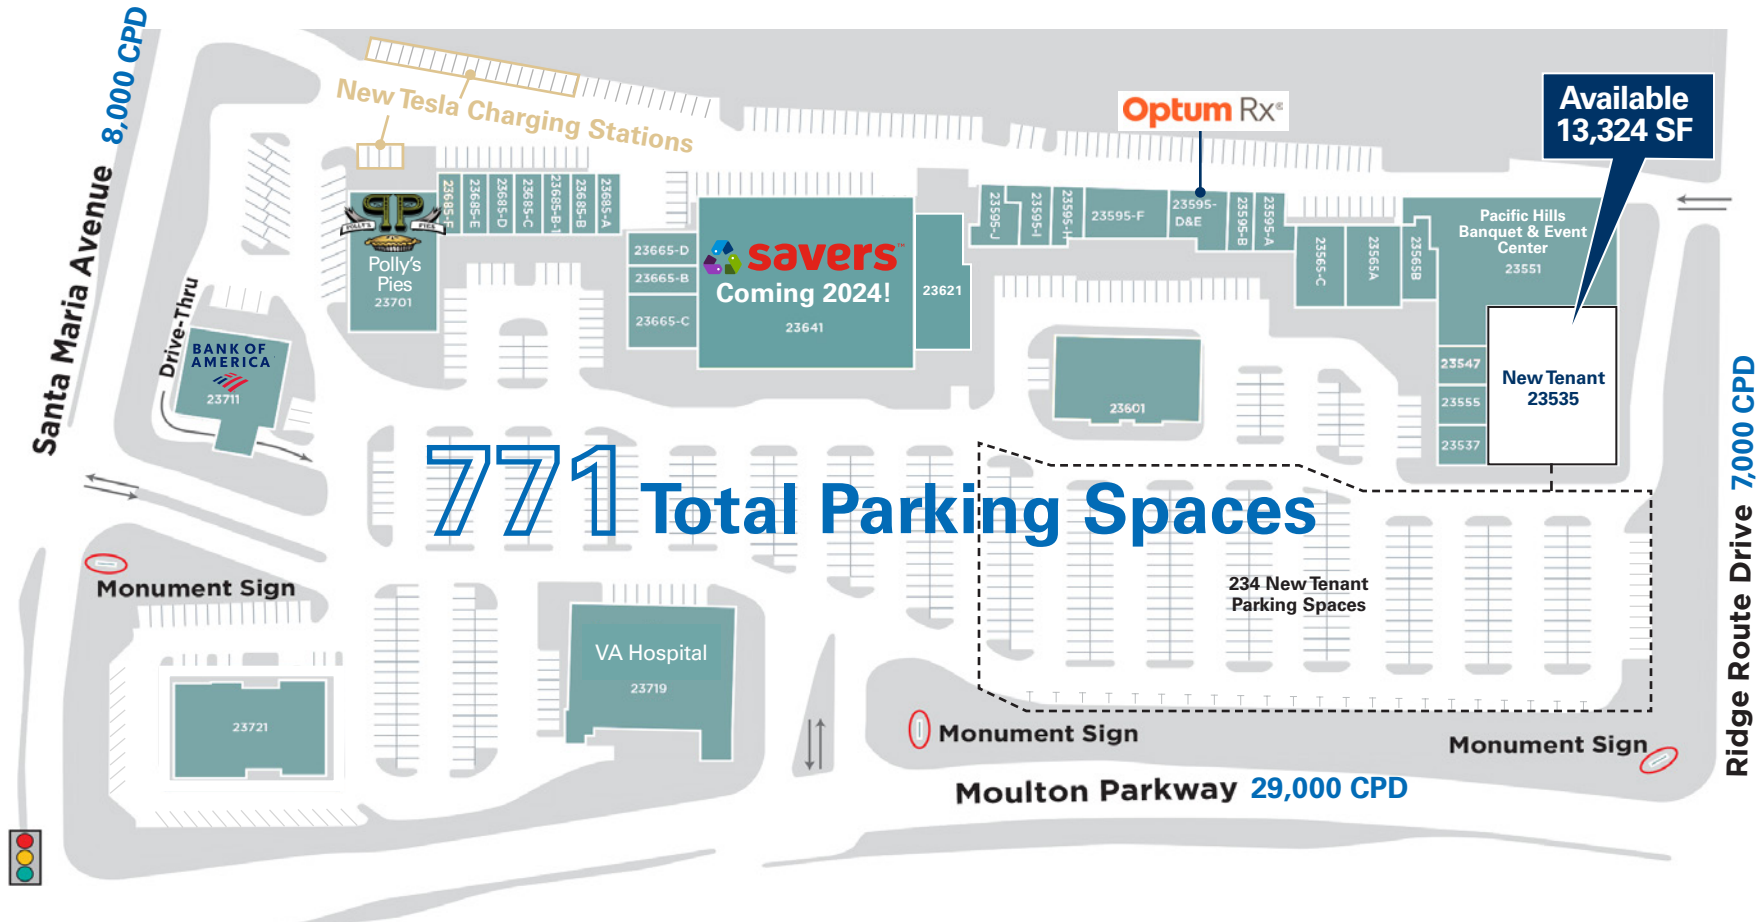 8,000 CPD
Santa Maria Avenue
New Tesla Charging Stations
Optum Rx
Available
13,324 SF
POLLY'S
PIES
Polly's
Pies
23701
23685-E
23685-D
23685-C
23685-B-1
23685-B
23685-A
23665-D
23665-B
23665-C
savers™
Coming 2024!
23641
23621
23595-J
23595-I
23595-H
23595-F
23595-
D&E
23595-B
23595-A
23565-C
23565A
23565B
Pacific Hills
Banquet & Event
Center
23551
23547
23555
23537
New Tenant
23535
Drive-Thru
BANK OF
AMERICA
23711
23601
771 Total Parking Spaces
234 New Tenant
Parking Spaces
Monument Sign
VA Hospital
23719
23721
Monument Sign
Monument Sign
Moulton Parkway 29,000 CPD
Ridge Route Drive 7,000 CPD